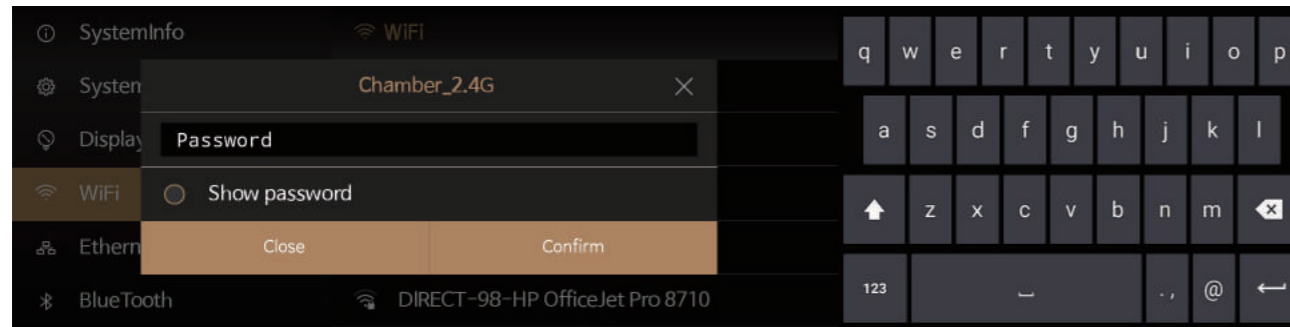 SystemInfo
WiFi
System
Chamber_2.4G
Display
Password
WiFi
Show password
Ethern
Close
Confirm
BlueTooth
DIRECT-98-HP OfficeJet Pro 8710
q w e r t y u i o p
a s d f g h j k l
z x c v b n m
123 ., @